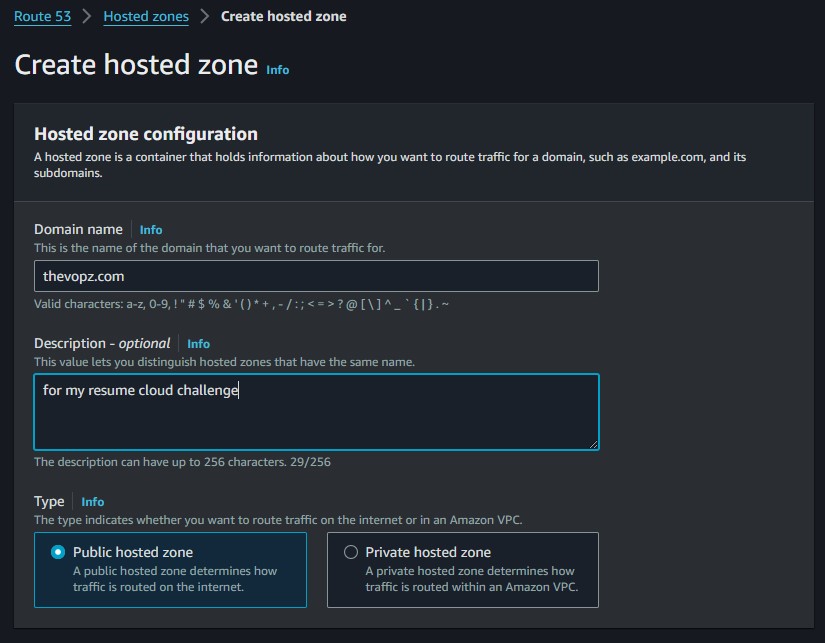 Route 53 > Hosted zones > Create hosted zone
Create hosted zone Info
Hosted zone configuration
A hosted zone is a container that holds information about how you want to route traffic for a domain, such as example.com, and its
subdomains.
Domain name Info
This is the name of the domain that you want to route traffic for.
thevopz.com
Valid characters: a-z, 0-9, ! " # $ % & ' ( ) * + , - / : ; < = > ? @ [ \ ] ^ _ ` { | } . ~
Description - optional Info
This value lets you distinguish hosted zones that have the same name.
for my resume cloud challenge
The description can have up to 256 characters. 29/256
Type Info
The type indicates whether you want to route traffic on the internet or in an Amazon VPC.
Public hosted zone
A public hosted zone determines how
traffic is routed on the internet.
Private hosted zone
A private hosted zone determines how
traffic is routed within an Amazon VPC.